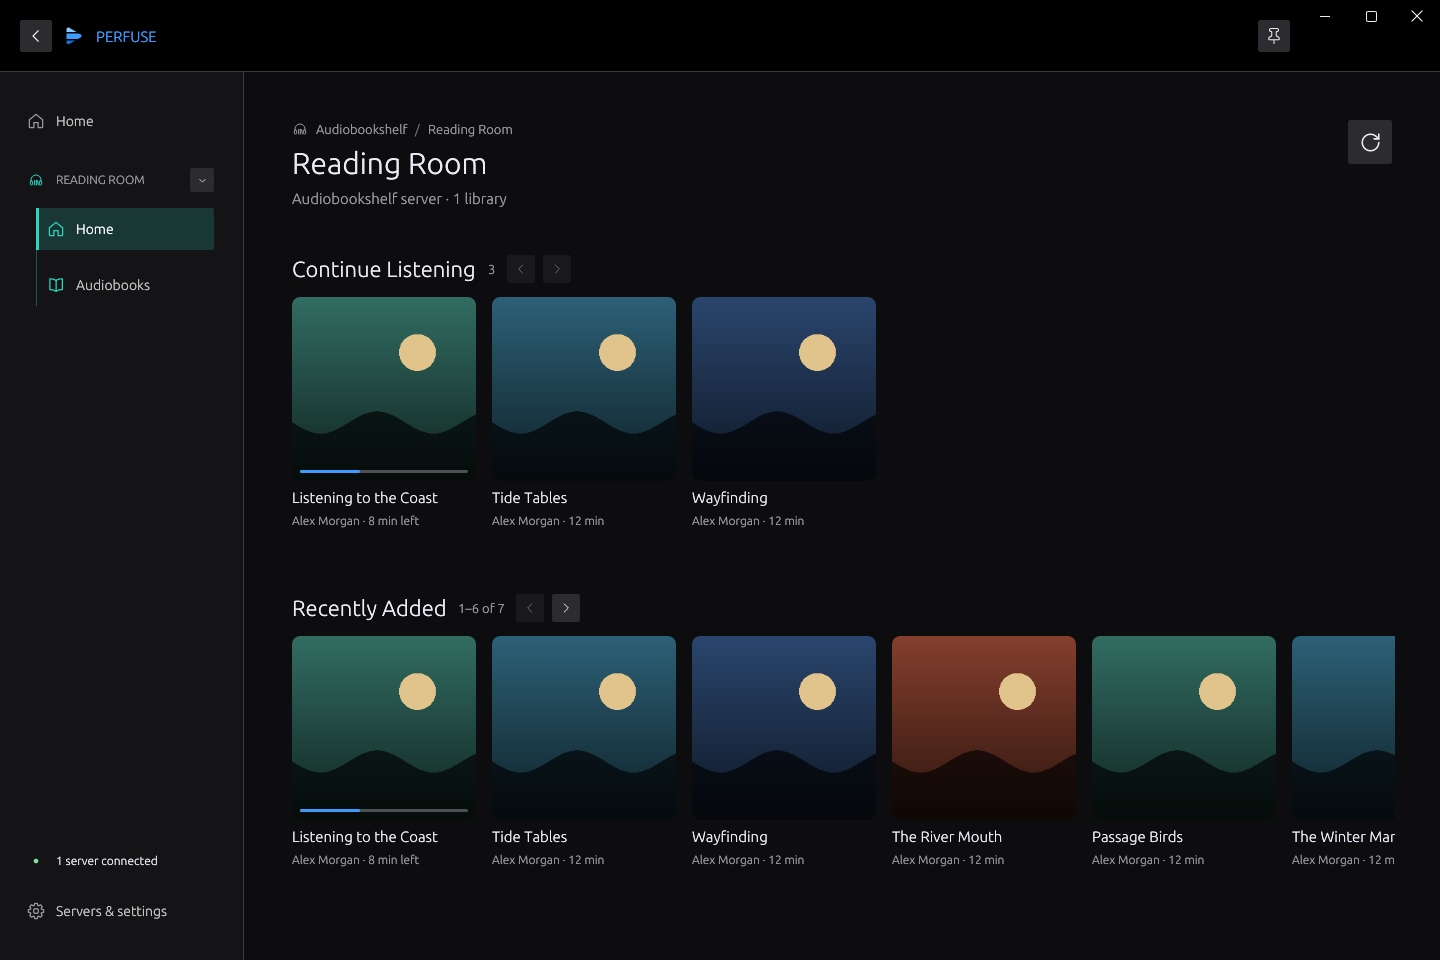 PERFUSE
Home
READING ROOM
Home
Audiobooks
1 server connected
Servers & settings
Audiobookshelf / Reading Room
Reading Room
Audiobookshelf server · 1 library
Continue Listening 3
Listening to the Coast
Alex Morgan · 8 min left
Tide Tables
Alex Morgan · 12 min
Wayfinding
Alex Morgan · 12 min
Recently Added 1–6 of 7
Listening to the Coast
Alex Morgan · 8 min left
Tide Tables
Alex Morgan · 12 min
Wayfinding
Alex Morgan · 12 min
The River Mouth
Alex Morgan · 12 min
Passage Birds
Alex Morgan · 12 min
The Winter Mar
Alex Morgan · 12 m